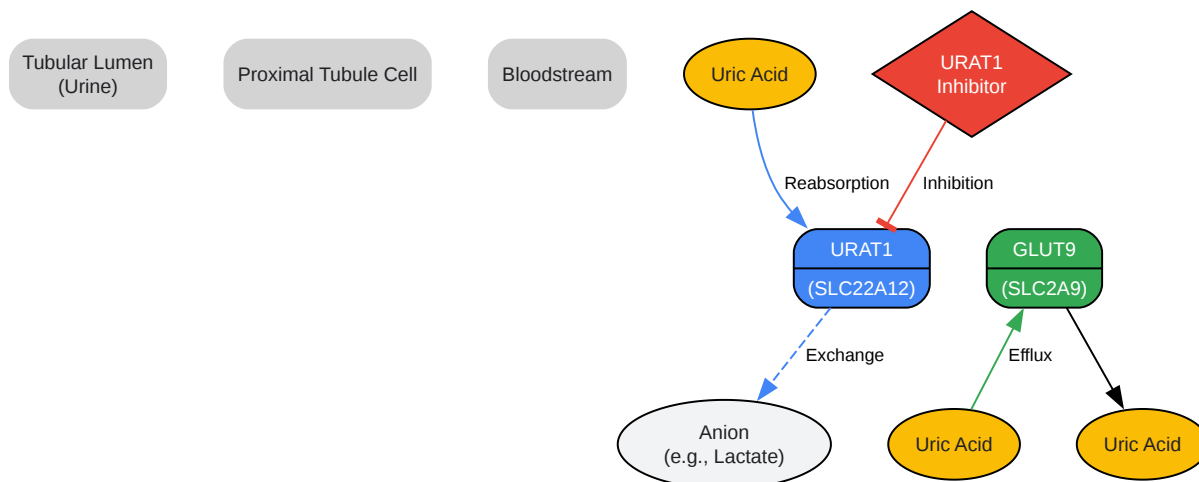 Tubular Lumen
(Urine)
Proximal Tubule Cell
Bloodstream
Uric Acid
URAT1
Inhibitor
Reabsorption
Inhibition
URAT1
(SLC22A12)
GLUT9
(SLC2A9)
Exchange
Efflux
Anion
(e.g., Lactate)
Uric Acid
Uric Acid